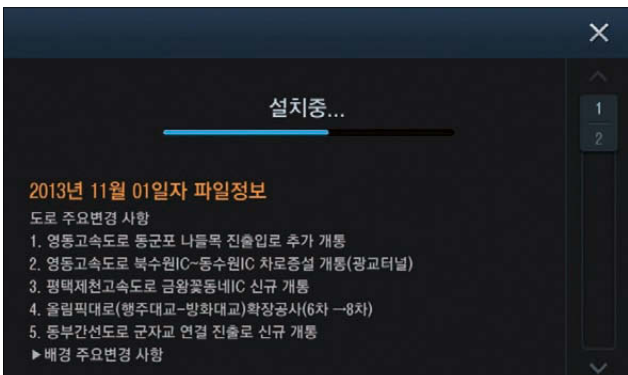 설치중...
1
2
2013년 11월 01일자 파일정보
도로 주요변경 사항
1. 영동고속도로 동군포 나들목 진출입로 추가 개통
2. 영동고속도로 북수원IC~동수원IC 차로증설 개통(광교터널)
3. 평택제천고속도로 금왕꽃동네IC 신규 개통
4. 올림픽대로(행주대교-방화대교)확장공사(6차 →8차)
5. 동부간선도로 군자교 연결 진출로 신규 개통
▶배경 주요변경 사항